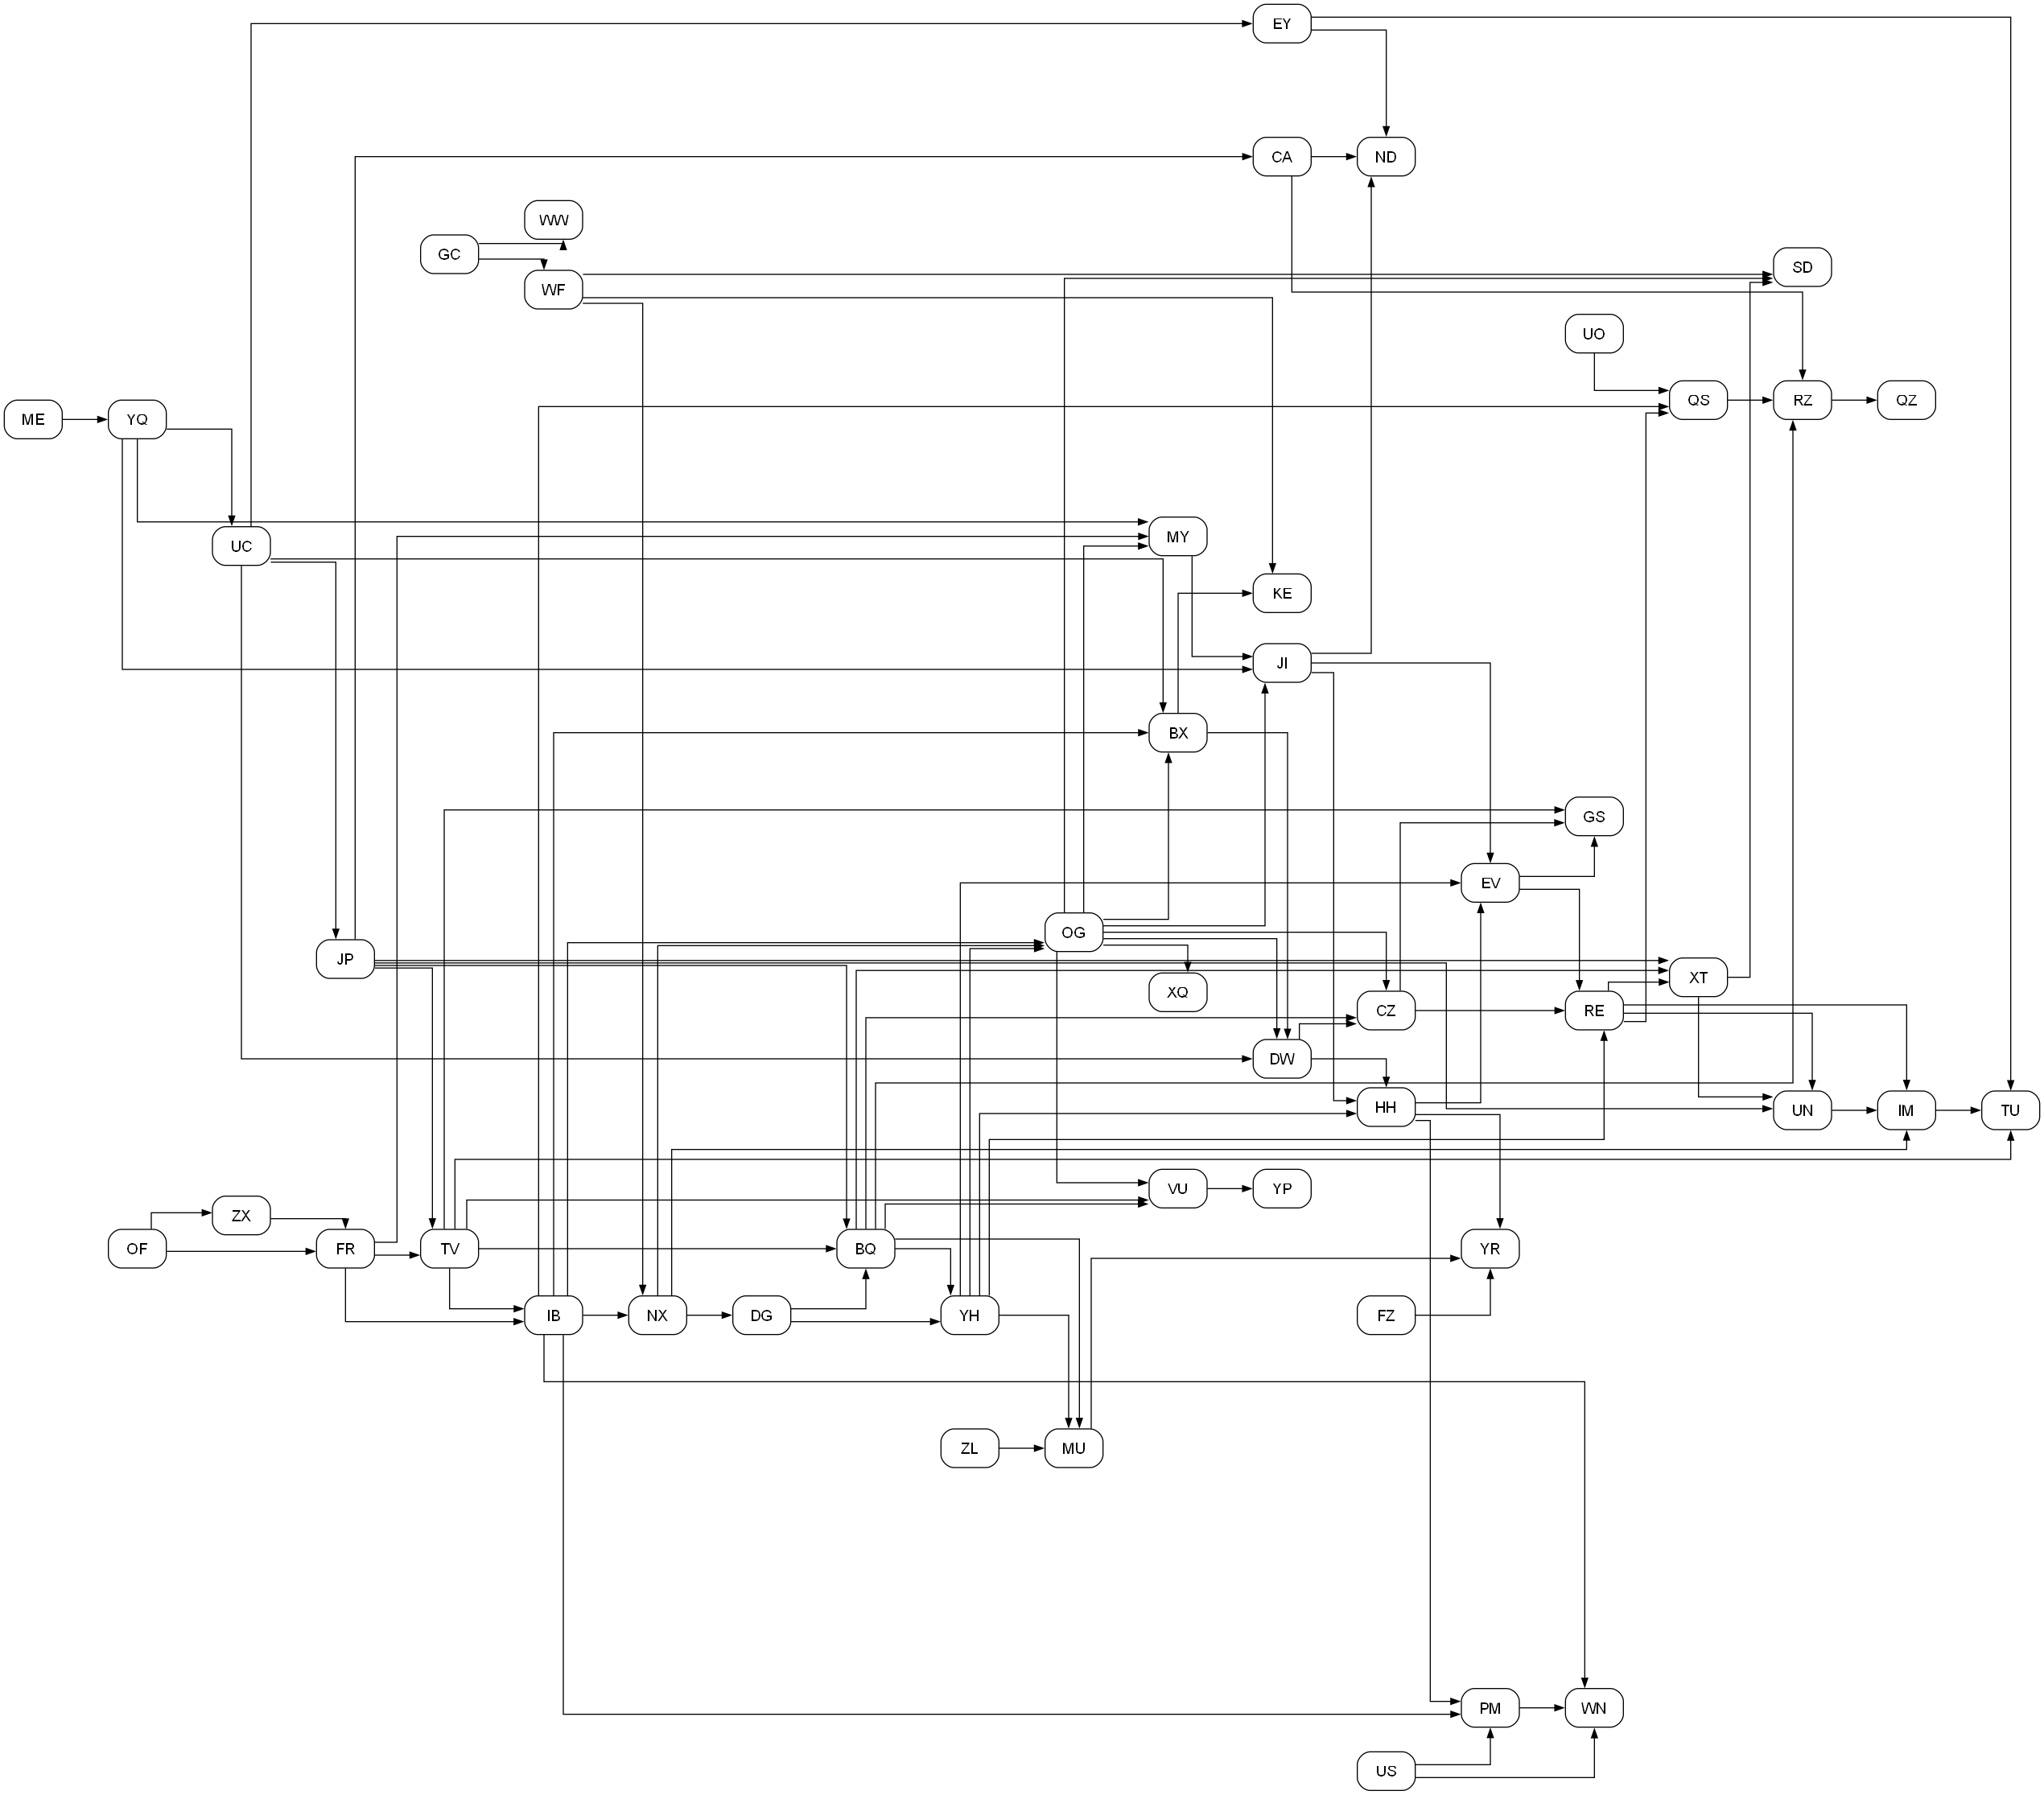 EY
CA
ND
WW
GC
WF
SD
UO
ME
YQ
QS
RZ
QZ
UC
MY
KE
JI
BX
GS
EV
OG
JP
XT
XQ
CZ
RE
DW
HH
UN
IM
TU
VU
YP
ZX
OF
FR
TV
BQ
YR
IB
NX
DG
YH
FZ
ZL
MU
PM
WN
US